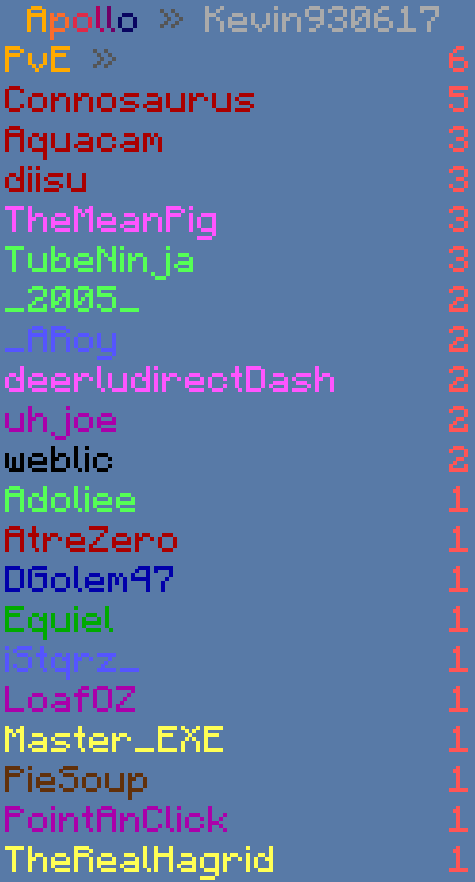 Apollo » Kevin930617
PvE » 6
Connosaurus 5
Aquacam 3
diisu 3
TheMeanPig 3
TubeNinja 3
_2005_ 2
_ARoy 2
deerludirectDash 2
uhjoe 2
weblic 2
Adoliee 1
AtreZero 1
DGolem97 1
Equiel 1
iStqrz_ 1
LoafOZ 1
Master_EXE 1
PieSoup 1
PointAnClick 1
TheRealHagrid 1